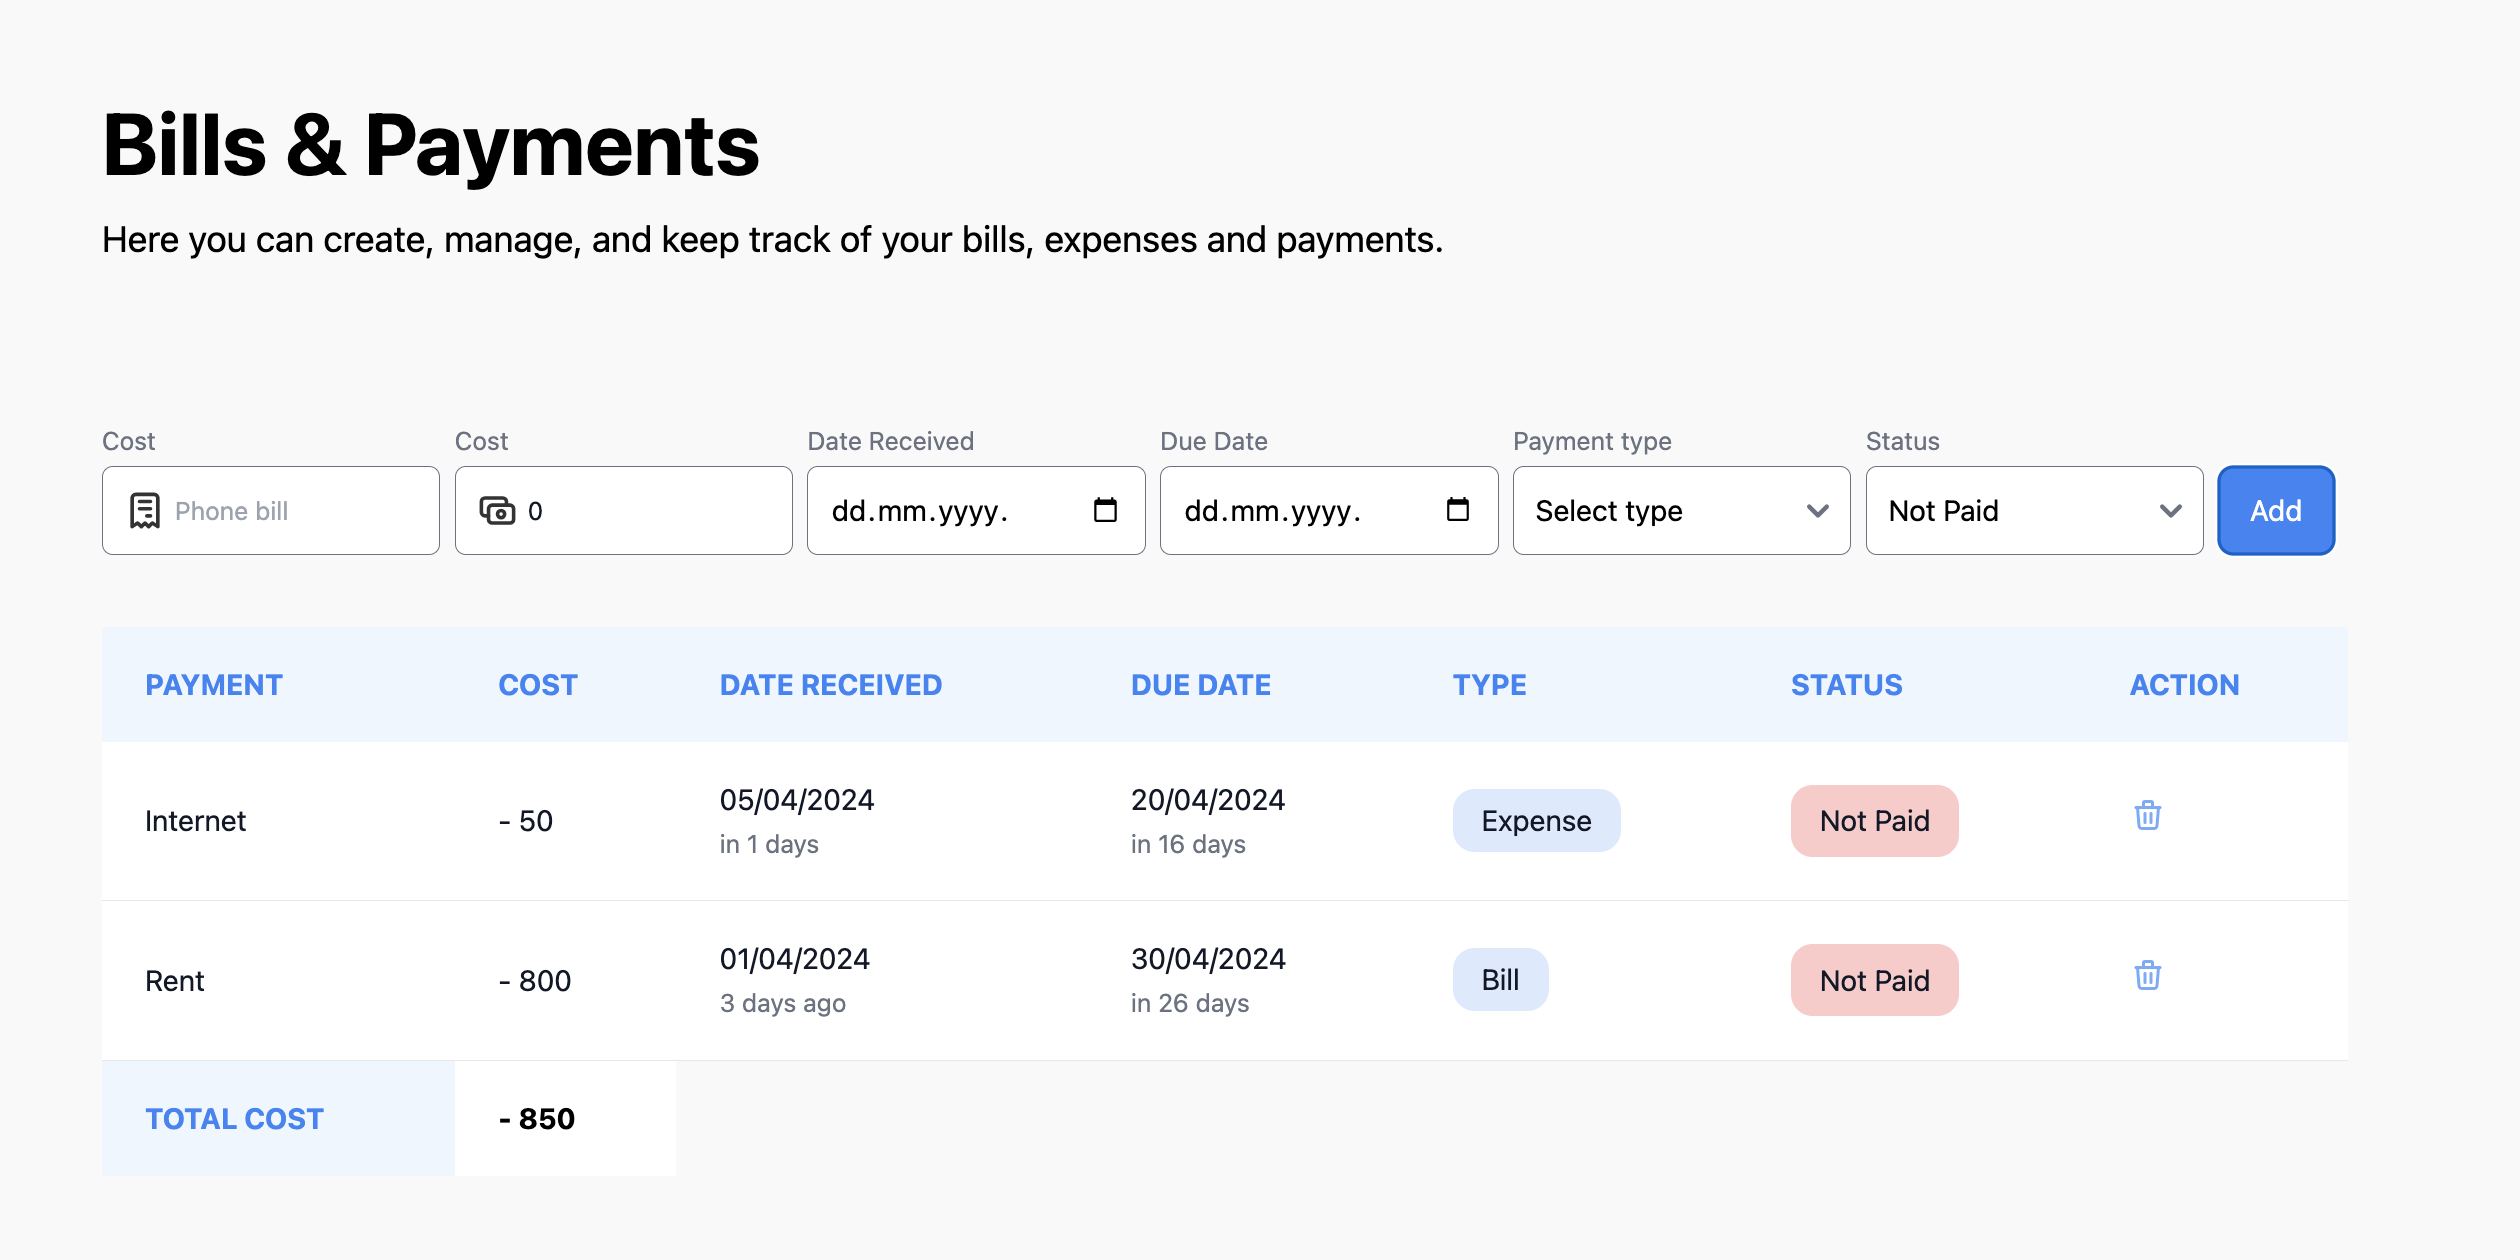 Bills & Payments
Here you can create, manage, and keep track of your bills, expenses and payments.
Cost Cost Date Received Due Date Payment type Status
Phone bill 0 dd.mm.yyyy. dd.mm.yyyy. Select type Not Paid Add
PAYMENT COST DATE RECEIVED DUE DATE TYPE STATUS ACTION
Internet - 50 05/04/2024 20/04/2024 Expense Not Paid
in 1 days in 16 days
Rent - 800 01/04/2024 30/04/2024 Bill Not Paid
3 days ago in 26 days
TOTAL COST - 850